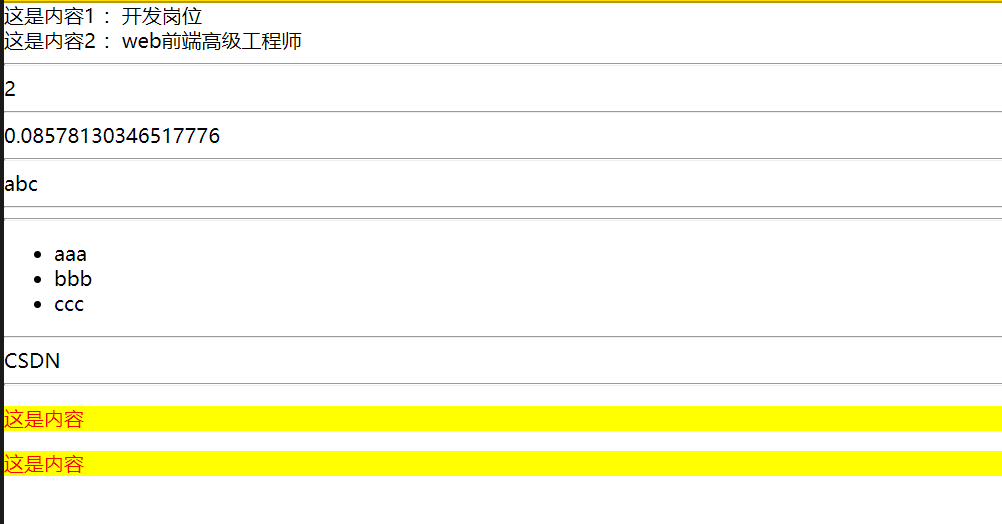 这是内容1 ：开发岗位
这是内容2 ：web前端高级工程师
2
0.08578130346517776
abc
aaa
bbb
ccc
CSDN
这是内容
这是内容